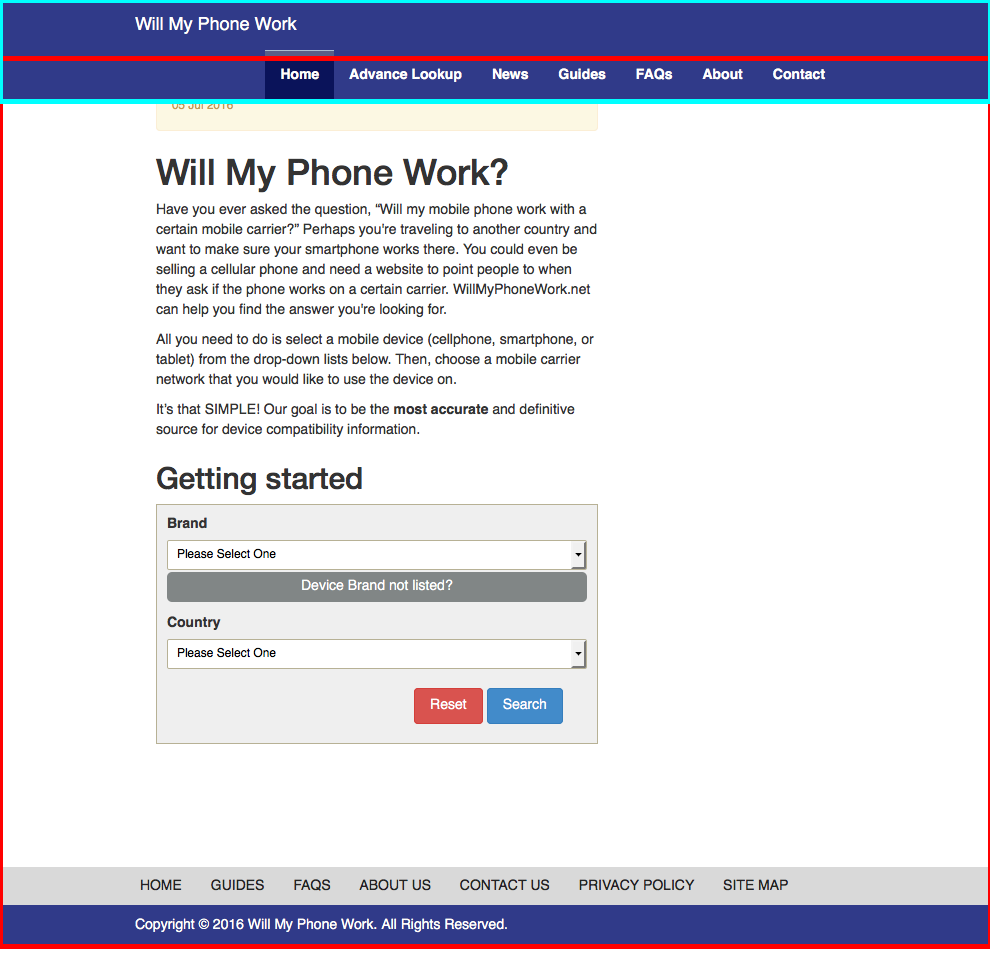 Will My Phone Work
Home Advance Lookup News Guides FAQs About Contact
05 Jul 2016
Will My Phone Work?
Have you ever asked the question, “Will my mobile phone work with a
certain mobile carrier?” Perhaps you're traveling to another country and
want to make sure your smartphone works there. You could even be
selling a cellular phone and need a website to point people to when
they ask if the phone works on a certain carrier. WillMyPhoneWork.net
can help you find the answer you're looking for.
All you need to do is select a mobile device (cellphone, smartphone, or
tablet) from the drop-down lists below. Then, choose a mobile carrier
network that you would like to use the device on.
It's that SIMPLE! Our goal is to be the most accurate and definitive
source for device compatibility information.
Getting started
Brand
Please Select One
Device Brand not listed?
Country
Please Select One
Reset Search
HOME GUIDES FAQS ABOUT US CONTACT US PRIVACY POLICY SITE MAP
Copyright © 2016 Will My Phone Work. All Rights Reserved.